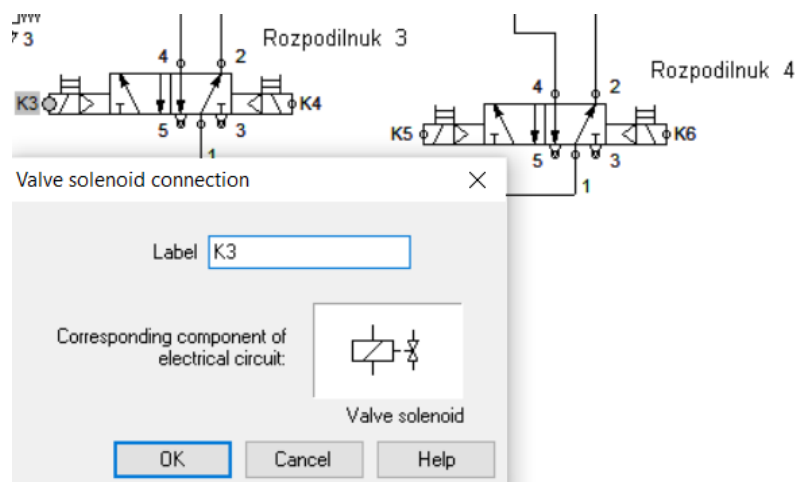 3
4
2
Rozpodilnuk 3
K3
K4
5
3
1
4
2
Rozpodilnuk 4
K5
K6
5
3
1
Valve solenoid connection
Label K3
Corresponding component of
electrical circuit:
Valve solenoid
OK Cancel Help